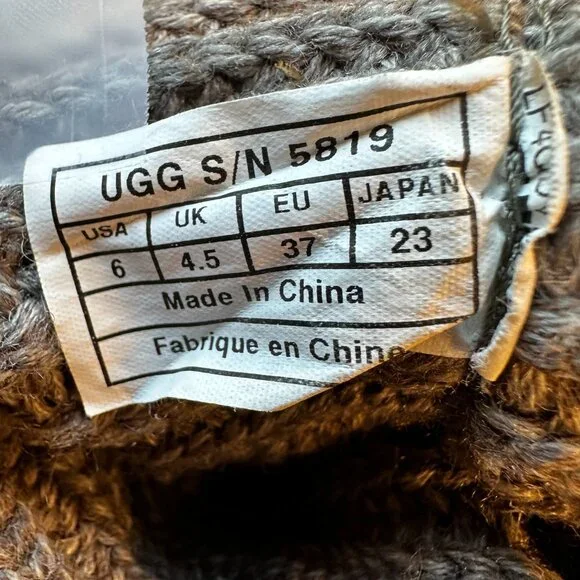 UGG S/N 5819
USA UK EU JAPAN
6 4.5 37 23
Made In China
Fabrique en Chine